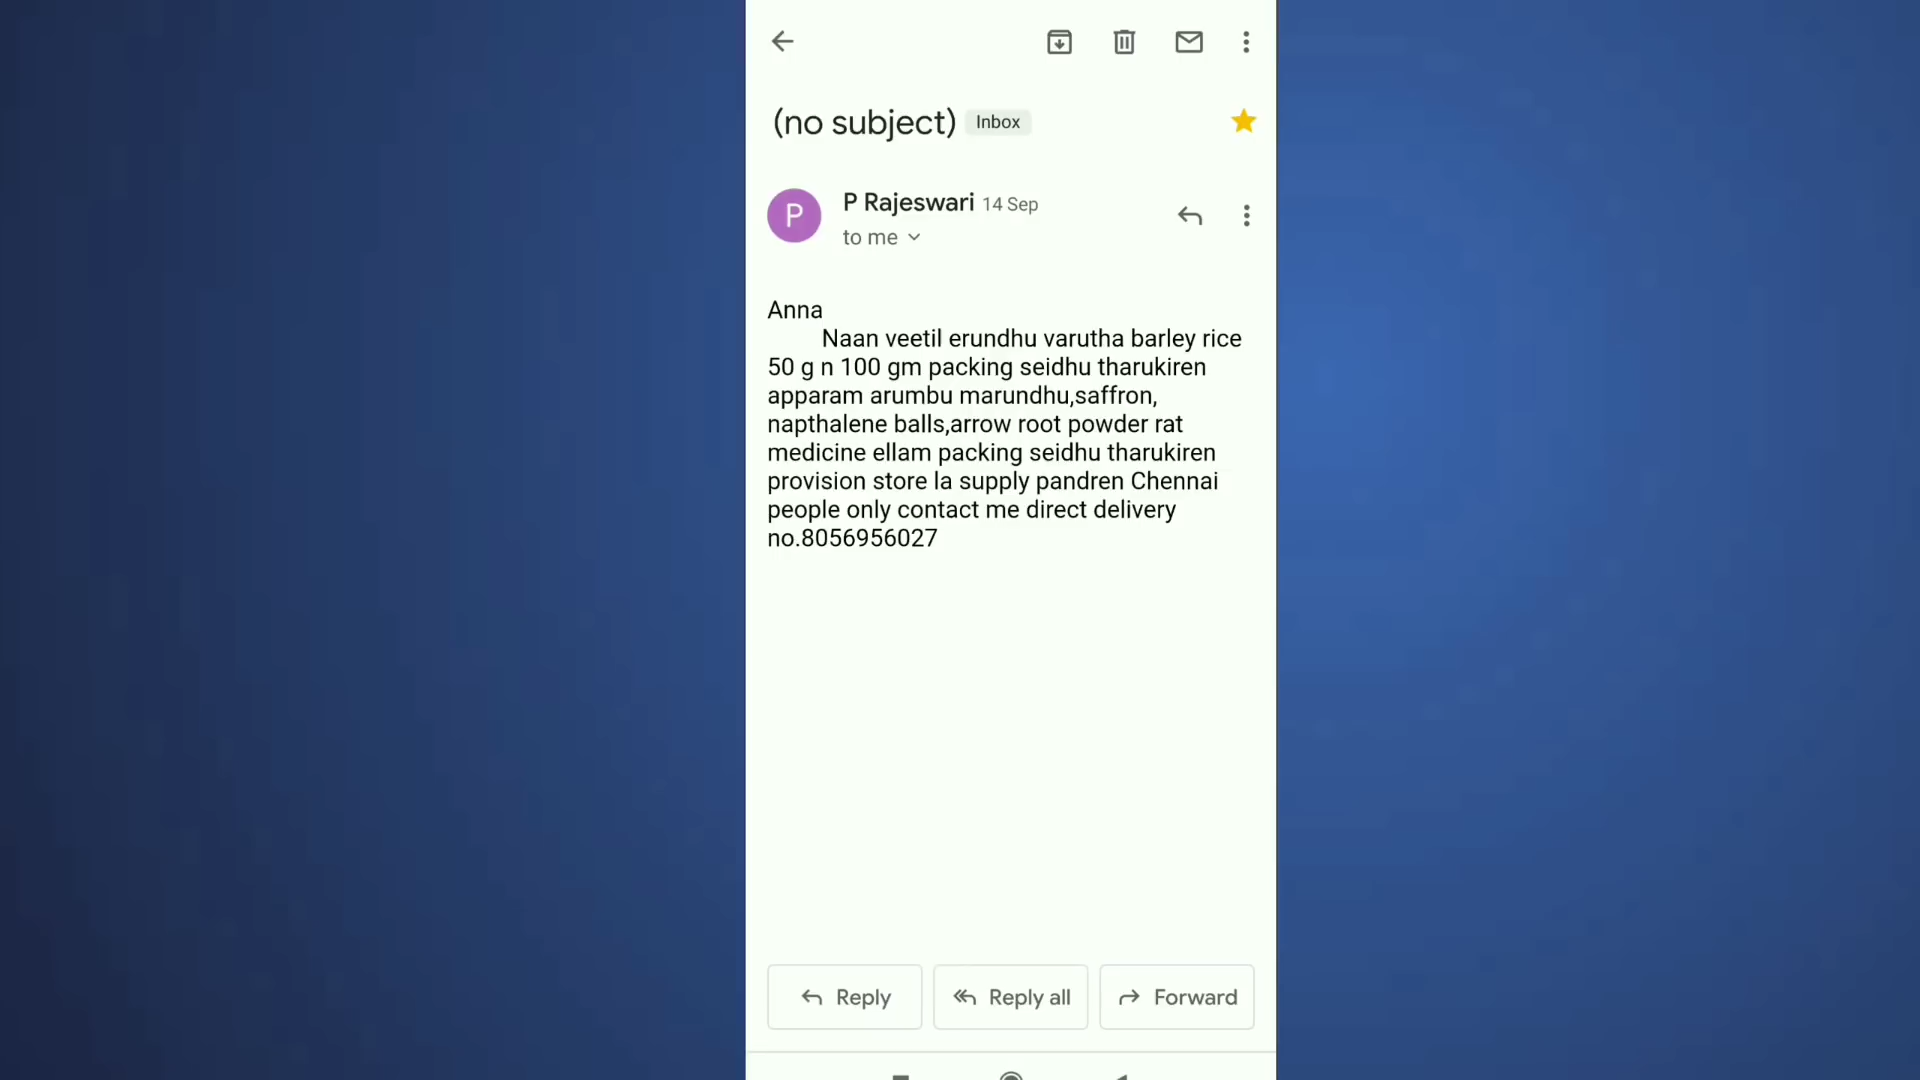 (no subject) Inbox
P
P Rajeswari 14 Sep
to me
Anna
Naan veetil erundhu varutha barley rice
50 g n 100 gm packing seidhu tharukiren
apparam arumbu marundhu,saffron,
napthalene balls,arrow root powder rat
medicine ellam packing seidhu tharukiren
provision store la supply pandren Chennai
people only contact me direct delivery
no.8056956027
Reply Reply all Forward